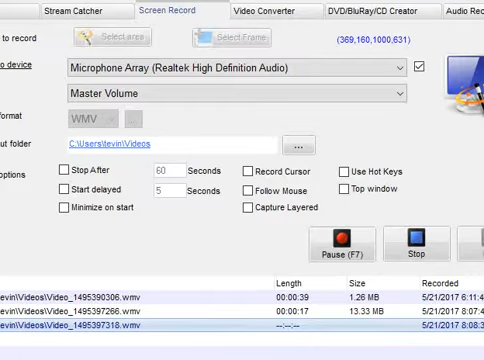 Stream Catcher Screen Record Video Converter DVD/BluRay/CD Creator Audio Rec
to record Select area Select Frame (369,160,1000,631)
o device Microphone Array (Realtek High Definition Audio)
Master Volume
format WMV ...
ut folder C:\Users\tevin\Videos ...
options Stop After 60 Seconds Record Cursor Use Hot Keys
Start delayed 5 Seconds Follow Mouse Top window
Minimize on start Capture Layered
Pause (F7) Stop
Length Size Recorded
evin\Videos\Video_1495390306.wmv 00:00:39 1.26 MB 5/21/2017 6:11:4
evin\Videos\Video_1495397266.wmv 00:00:17 13.33 MB 5/21/2017 8:07:4
evin\Videos\Video_1495397318.wmv --:--:-- 5/21/2017 8:08:3